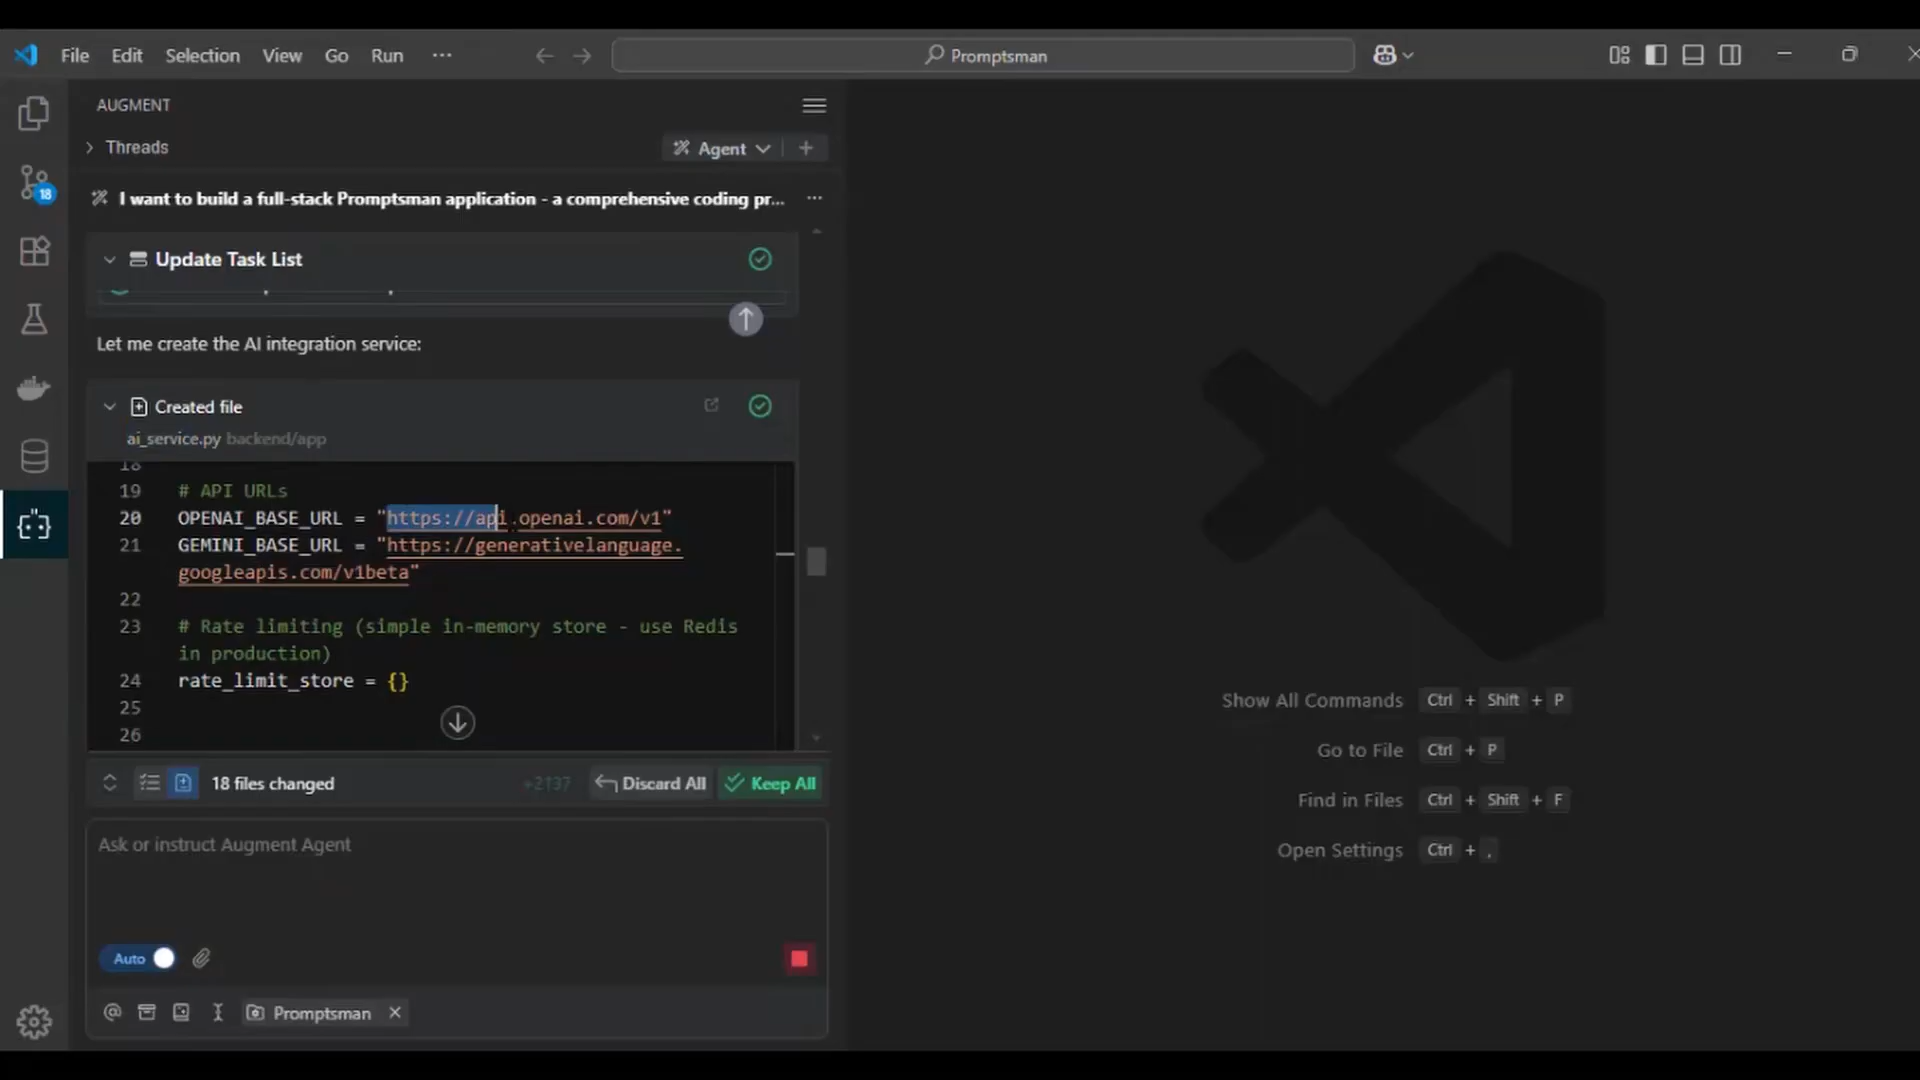 File Edit Selection View Go Run ···
Promptsman
AUGMENT
Threads
Agent
I want to build a full-stack Promptsman application - a comprehensive coding pr...
18
Update Task List
Let me create the AI integration service:
Created file
ai_service.py backend/app
18
19 # API URLs
20 OPENAI_BASE_URL = "https://api.openai.com/v1"
21 GEMINI_BASE_URL = "https://generativelanguage.
googleapis.com/v1beta"
22
23 # Rate limiting (simple in-memory store - use Redis
in production)
24 rate_limit_store = {}
25
26
18 files changed +2137 Discard All Keep All
Ask or instruct Augment Agent
Auto
@ Promptsman
Show All Commands Ctrl + Shift + P
Go to File Ctrl + P
Find in Files Ctrl + Shift + F
Open Settings Ctrl + ,